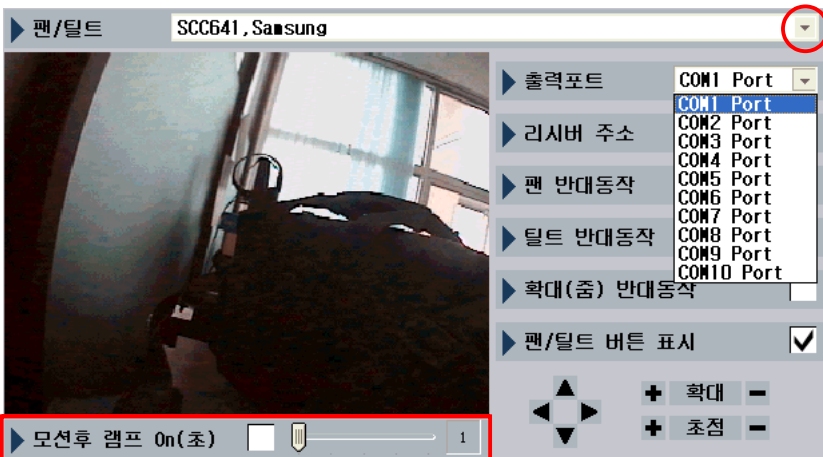 팬/틸트 SCC641,Samsung
출력포트 COM1 Port
COM1 Port
COM2 Port
리시버 주소
COM3 Port
COM4 Port
팬 반대동작
COM5 Port
COM6 Port
COM7 Port
틸트 반대동작
COM8 Port
COM9 Port
COM10 Port
확대(줌) 반대동작
팬/틸트 버튼 표시
확대
초점
모션후 램프 On(초) 1